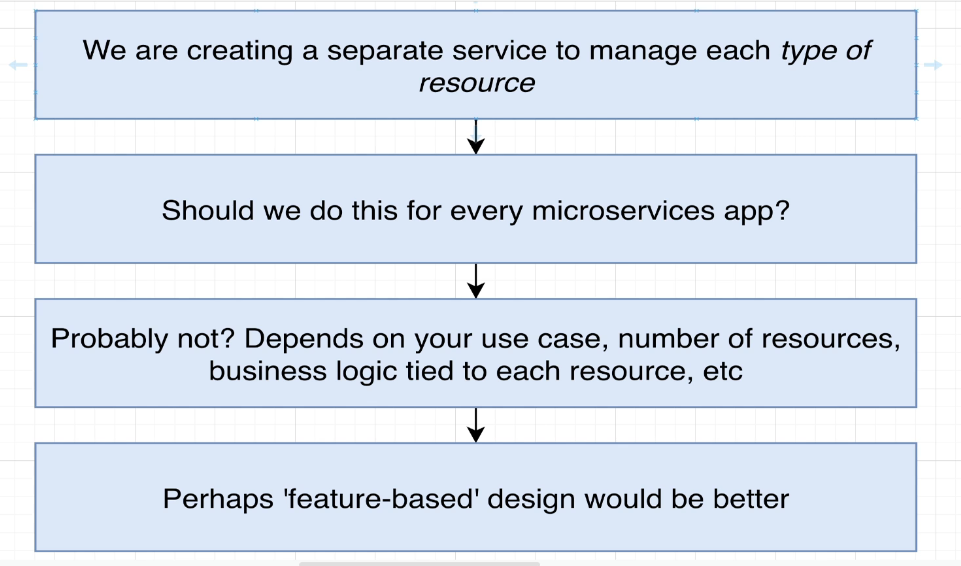 We are creating a separate service to manage each type of
resource
Should we do this for every microservices app?
Probably not? Depends on your use case, number of resources,
business logic tied to each resource, etc
Perhaps 'feature-based' design would be better